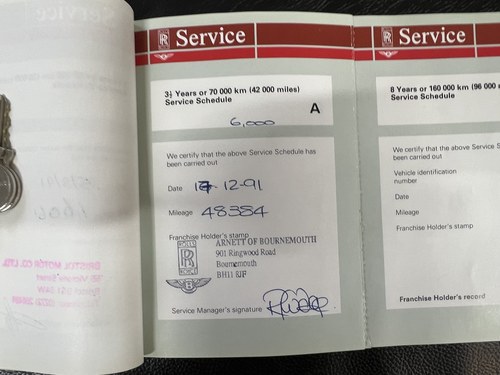 Service
3½ Years or 70 000 km (42 000 miles)
Service Schedule
A
6,000
We certify that the above Service Schedule has
been carried out
Date 17-12-91
Mileage 48384
Franchise Holder's stamp
ARNETT OF BOURNEMOUTH
901 Ringwood Road
Bournemouth
BH11 8JF
Service Manager's signature
Service
8 Years or 160 000 km (96 000
Service Schedule
We certify that the above Service S
been carried out
Vehicle identification
number
Date
Mileage
Franchise Holder's stamp
Franchise Holder's record